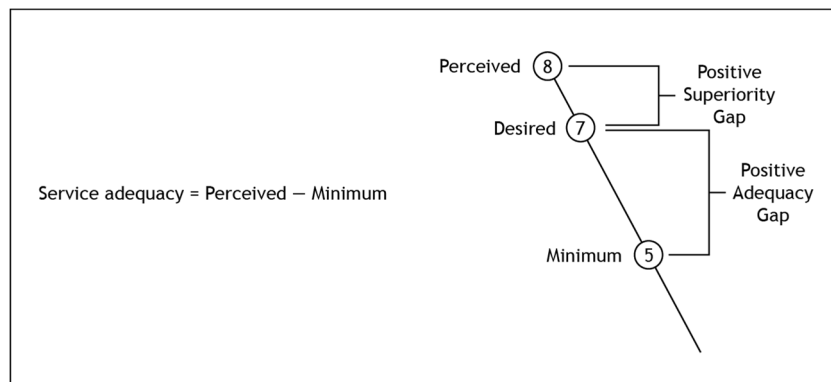 Perceived 8
Positive
Superiority
Gap
Desired 7
Positive
Adequacy
Gap
Service adequacy = Perceived — Minimum
Minimum 5